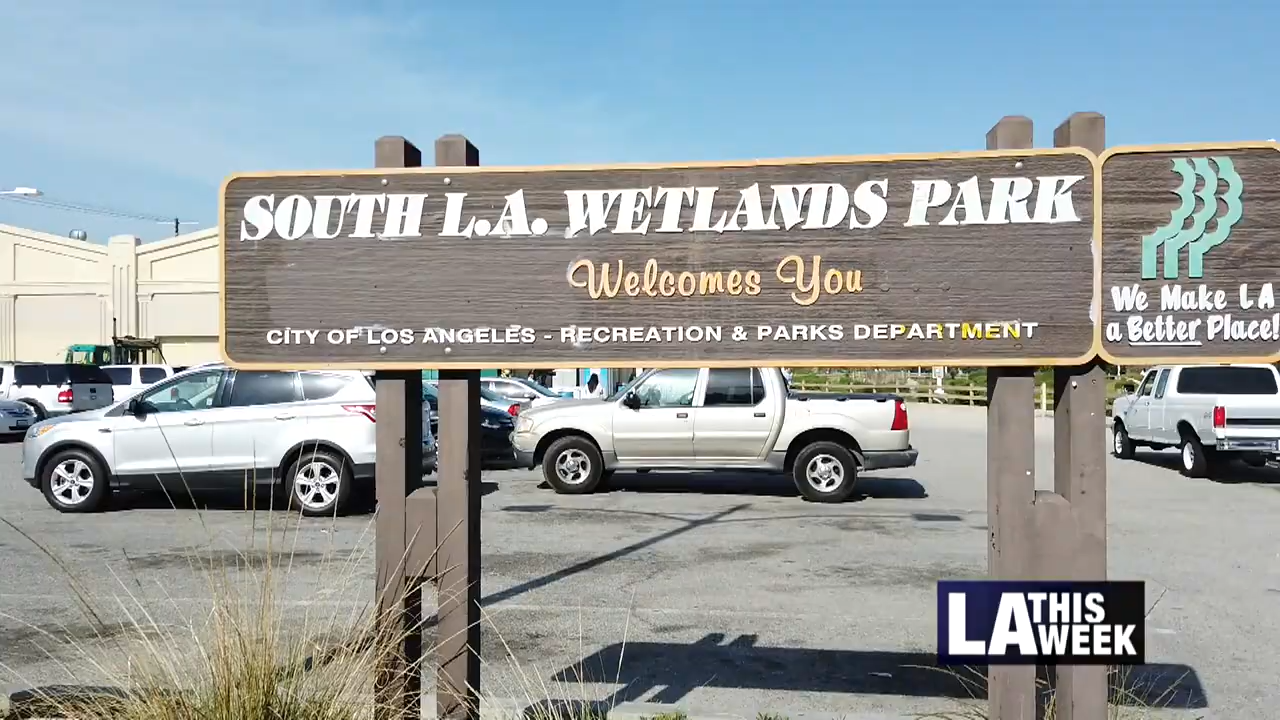 SOUTH L.A. WETLANDS PARK
Welcomes You
CITY OF LOS ANGELES - RECREATION & PARKS DEPARTMENT
We Make LA
a Better Place!
LA THIS
WEEK